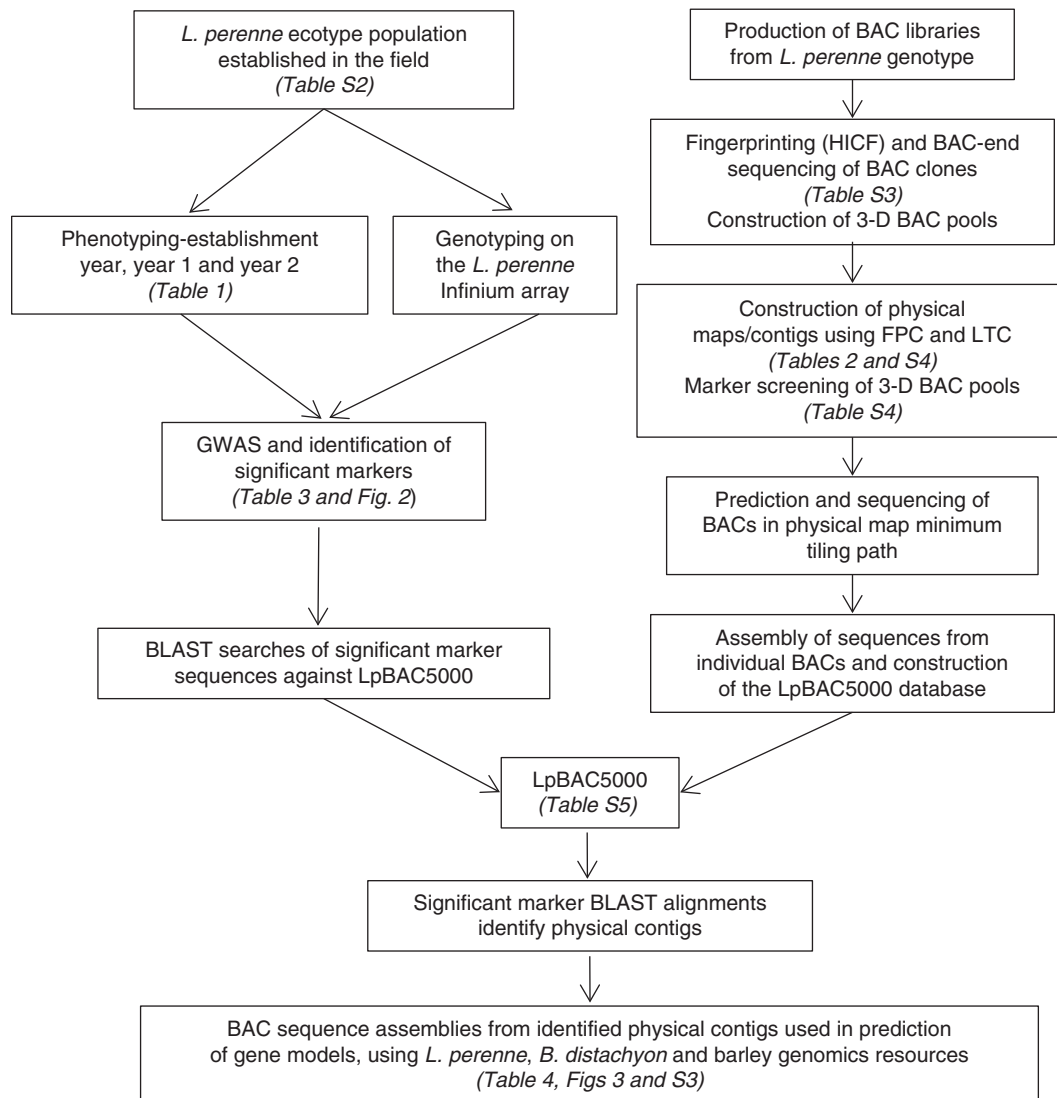 L. perenne ecotype population
established in the field
(Table S2)
Phenotyping-establishment
year, year 1 and year 2
(Table 1)
Genotyping on
the L. perenne
Infinium array
GWAS and identification of
significant markers
(Table 3 and Fig. 2)
BLAST searches of significant marker
sequences against LpBAC5000
Production of BAC libraries
from L. perenne genotype
Fingerprinting (HICF) and BAC-end
sequencing of BAC clones
(Table S3)
Construction of 3-D BAC pools
Construction of physical
maps/contigs using FPC and LTC
(Tables 2 and S4)
Marker screening of 3-D BAC pools
(Table S4)
Prediction and sequencing of
BACs in physical map minimum
tiling path
Assembly of sequences from
individual BACs and construction
of the LpBAC5000 database
LpBAC5000
(Table S5)
Significant marker BLAST alignments
identify physical contigs
BAC sequence assemblies from identified physical contigs used in prediction
of gene models, using L. perenne, B. distachyon and barley genomics resources
(Table 4, Figs 3 and S3)